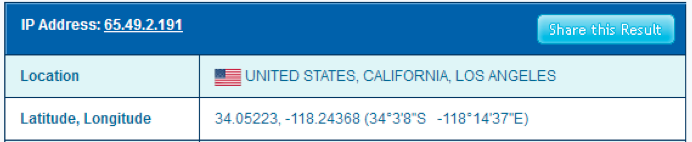 IP Address: 65.49.2.191
Share this Result
Location UNITED STATES, CALIFORNIA, LOS ANGELES
Latitude, Longitude 34.05223, -118.24368 (34°3'8"S -118°14'37"E)